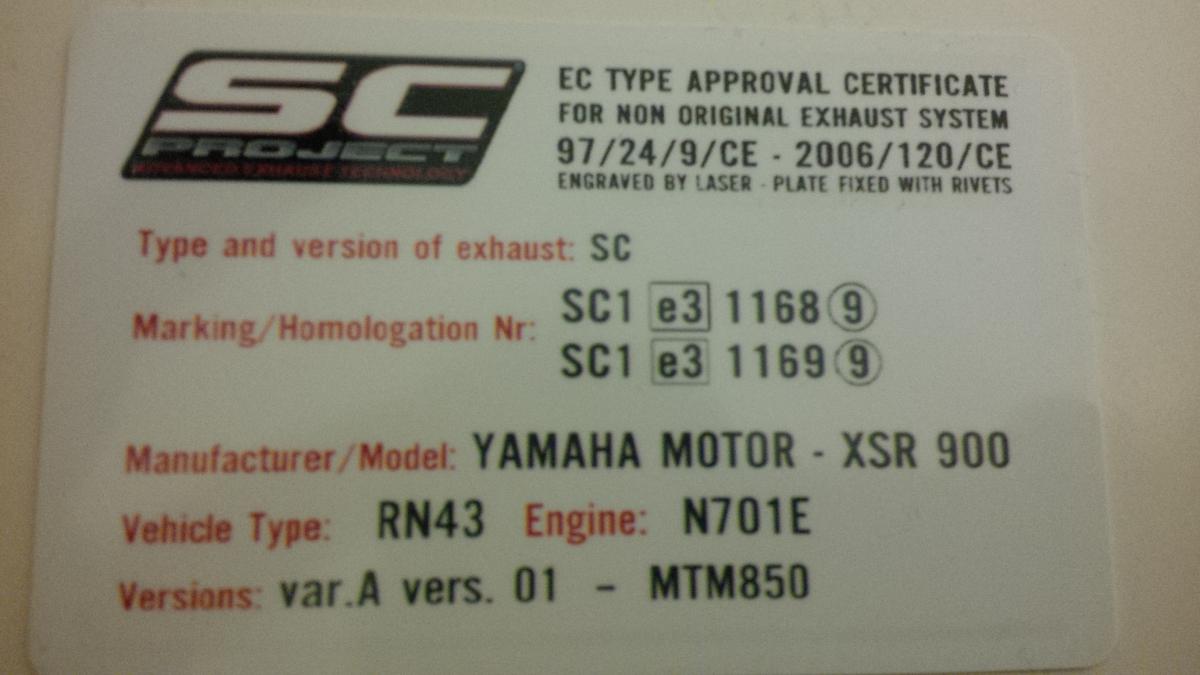 SC
PROJECT
ADVANCED EXHAUST TECHNOLOGY
EC TYPE APPROVAL CERTIFICATE
FOR NON ORIGINAL EXHAUST SYSTEM
97/24/9/CE - 2006/120/CE
ENGRAVED BY LASER - PLATE FIXED WITH RIVETS
Type and version of exhaust: SC
Marking/Homologation Nr:
SC1 e3 1168 9
SC1 e3 1169 9
Manufacturer/Model: YAMAHA MOTOR - XSR 900
Vehicle Type: RN43 Engine: N701E
Versions: var.A vers. 01 - MTM850